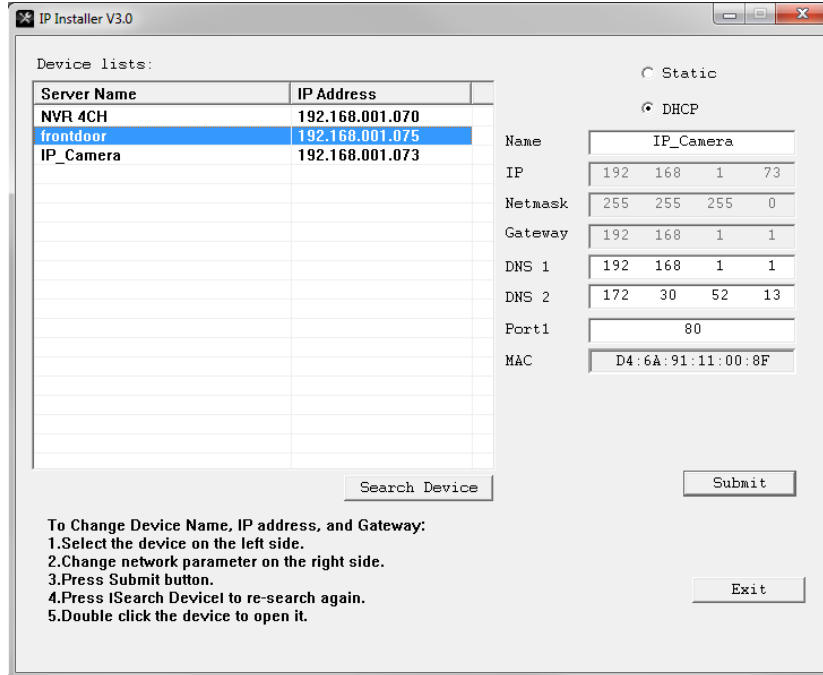 IP Installer V3.0
Device lists:
Server Name IP Address
NVR 4CH 192.168.001.070
frontdoor 192.168.001.075
IP_Camera 192.168.001.073
Search Device
Static
DHCP
Name IP_Camera
IP 192 168 1 73
Netmask 255 255 255 0
Gateway 192 168 1 1
DNS 1 192 168 1 1
DNS 2 172 30 52 13
Port1 80
MAC D4:6A:91:11:00:8F
Submit
To Change Device Name, IP address, and Gateway:
1.Select the device on the left side.
2.Change network parameter on the right side.
3.Press Submit button.
4.Press lSearch Devicel to re-search again.
5.Double click the device to open it.
Exit